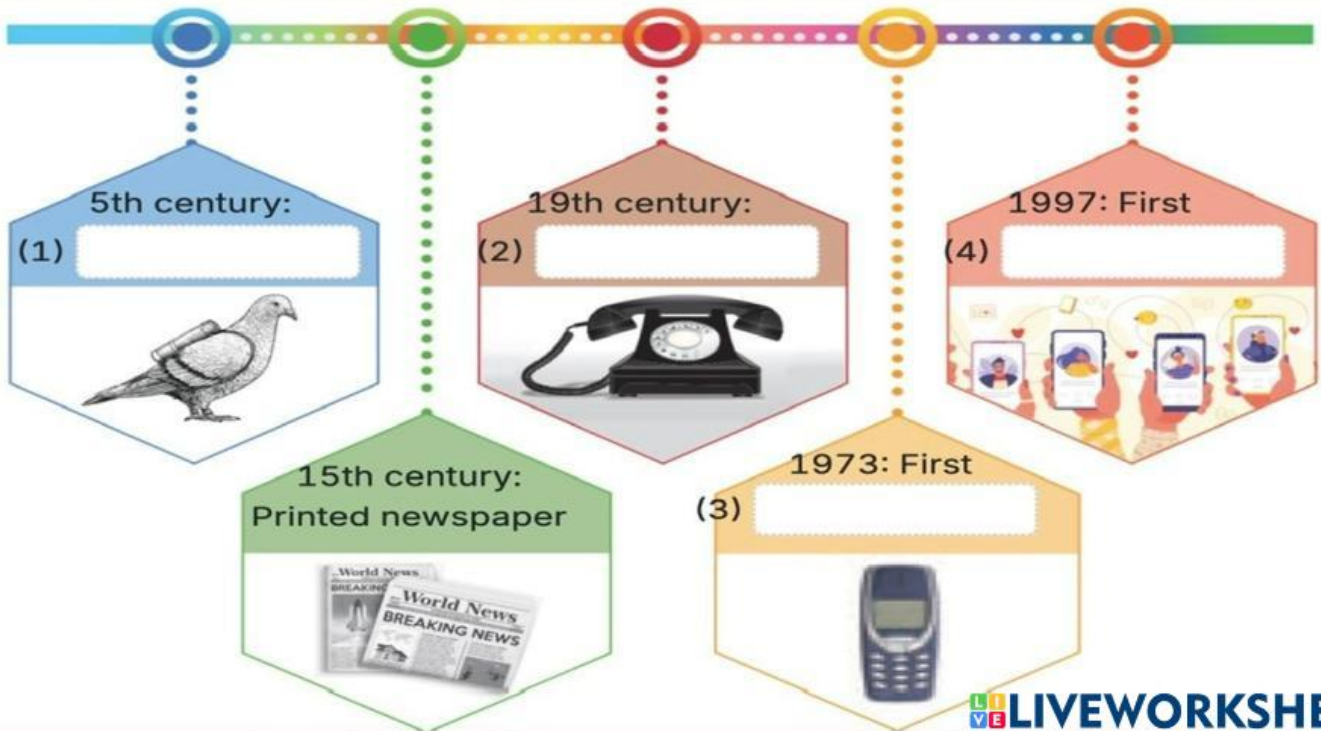 5th century:
(1)
19th century:
(2)
1997: First
(4)
15th century:
Printed newspaper
1973: First
(3)
World News
BREAKING
World News
BREAKING NEWS
LIVE
LIVEWORKSHE